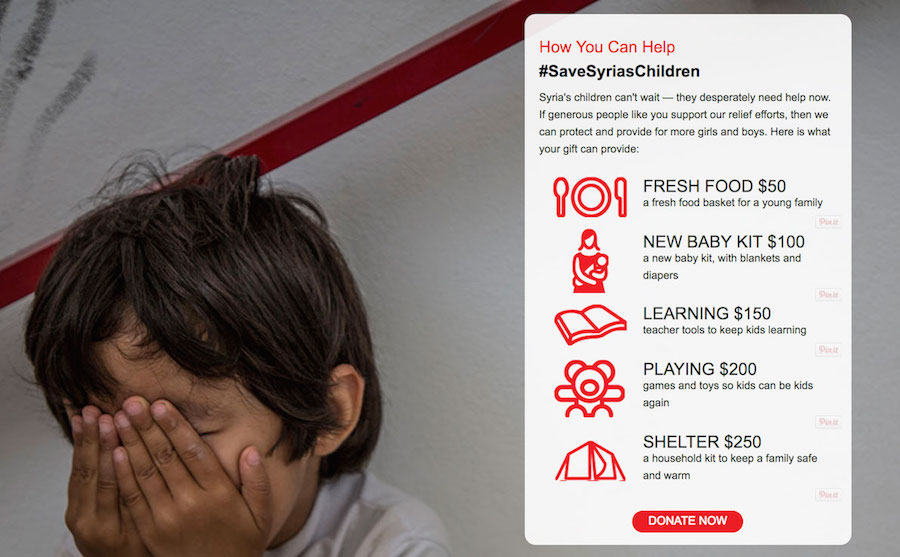 How You Can Help
#SaveSyriasChildren
Syria's children can't wait — they desperately need help now.
If generous people like you support our relief efforts, then we
can protect and provide for more girls and boys. Here is what
your gift can provide:
FRESH FOOD $50
a fresh food basket for a young family
Pin it
NEW BABY KIT $100
a new baby kit, with blankets and
diapers
Pin it
LEARNING $150
teacher tools to keep kids learning
Pin it
PLAYING $200
games and toys so kids can be kids
again
Pin it
SHELTER $250
a household kit to keep a family safe
and warm
Pin it
DONATE NOW